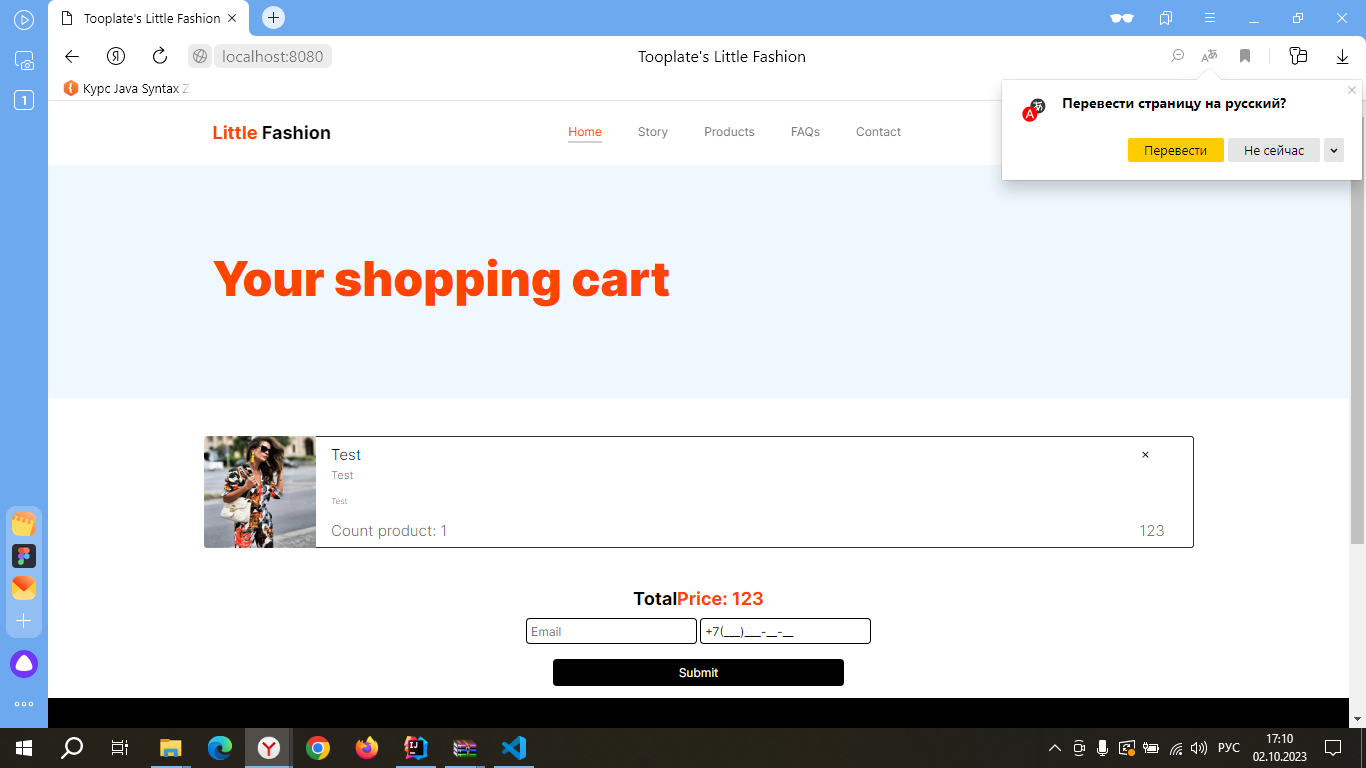 Tooplate's Little Fashion
localhost:8080
Tooplate's Little Fashion
Курс Java Syntax Z
1
Перевести страницу на русский?
Перевести
Не сейчас
Little Fashion
Home
Story
Products
FAQs
Contact
Your shopping cart
Test
Test
Test
Count product: 1
123
TotalPrice: 123
Email
+7(___)___-__-__
Submit
РУС
17:10
02.10.2023